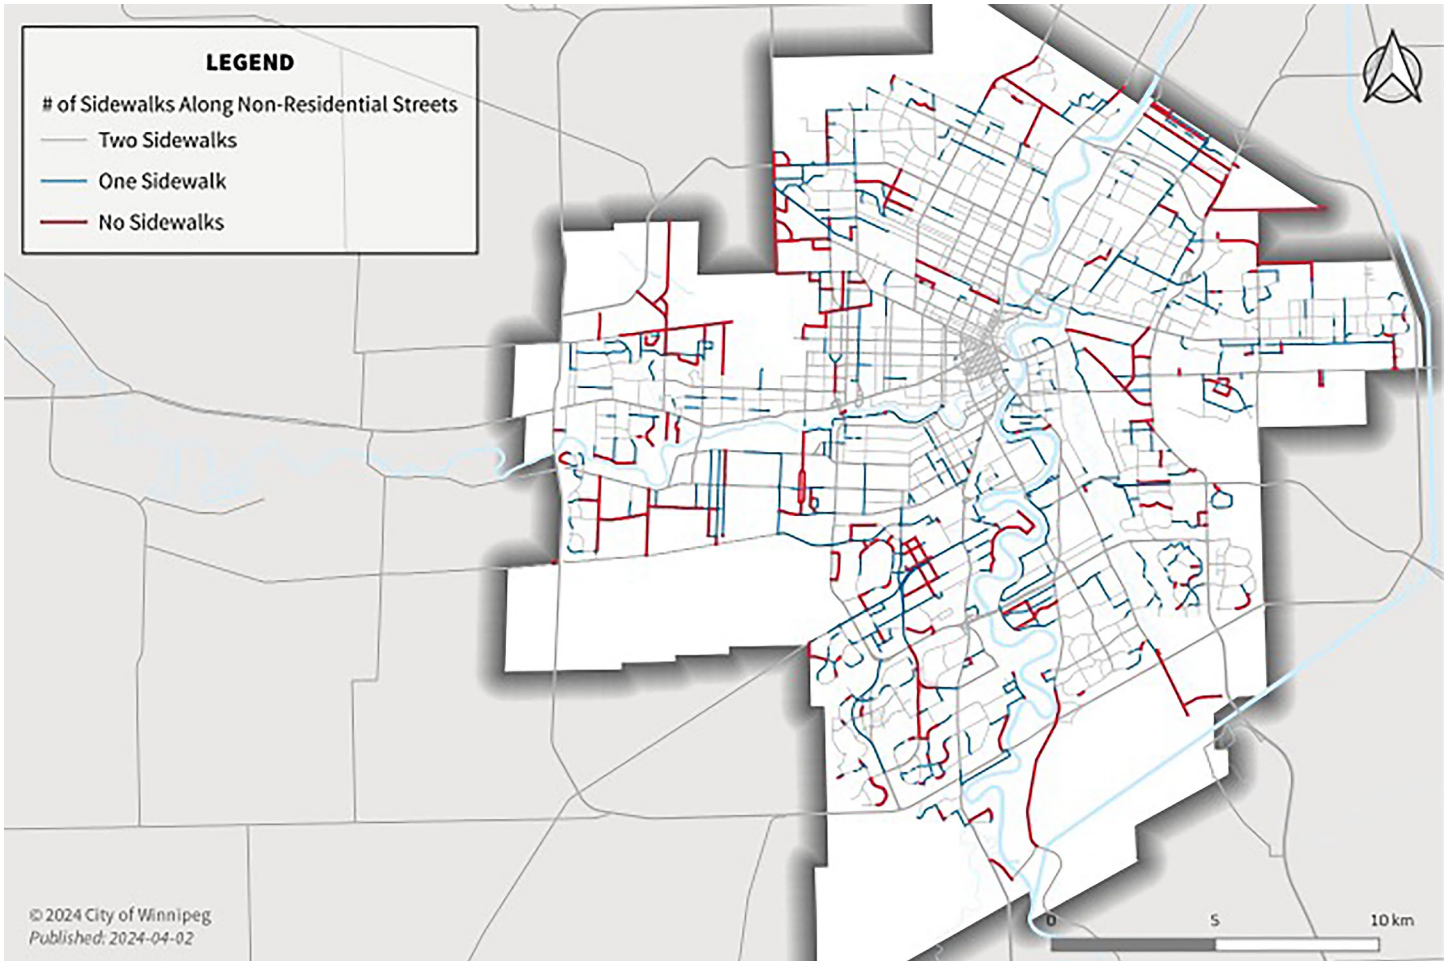 LEGEND
# of Sidewalks Along Non-Residential Streets
Two Sidewalks
One Sidewalk
No Sidewalks
© 2024 City of Winnipeg
Published: 2024-04-02
0 5 10 km